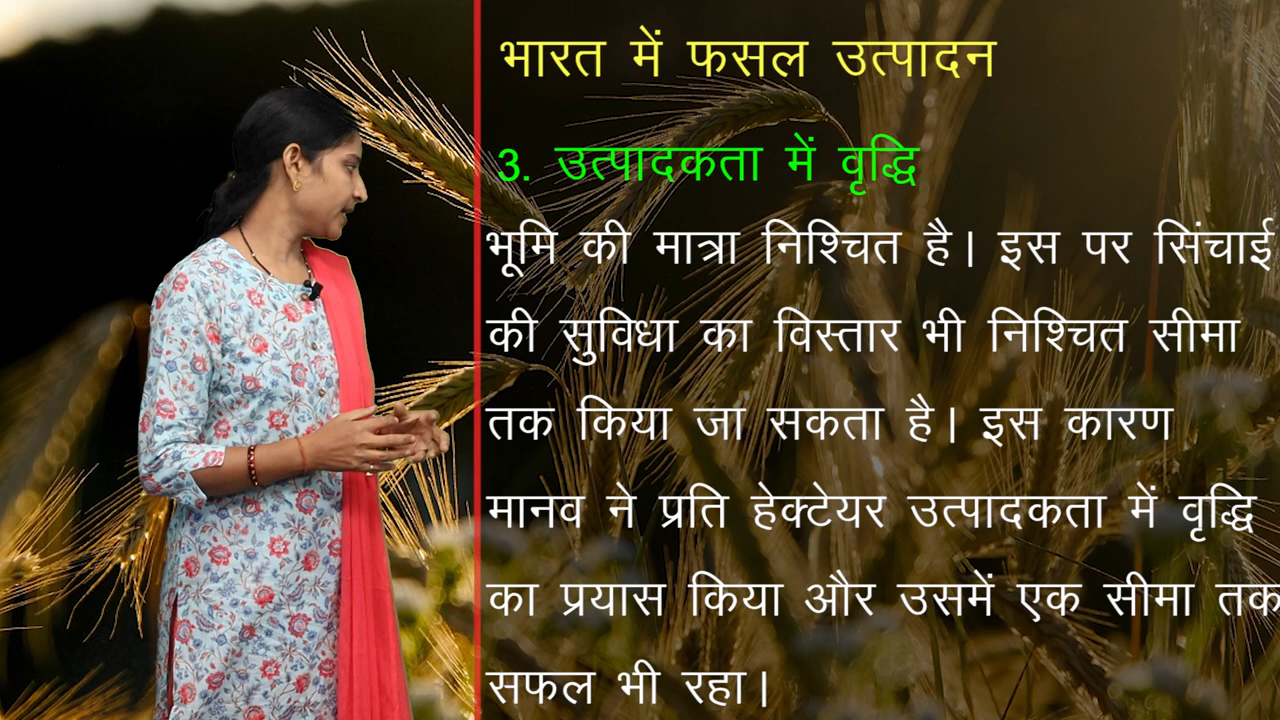 भारत में फसल उत्पादन
3. उत्पादकता में वृद्धि
भूमि की मात्रा निश्चित है। इस पर सिंचाई
की सुविधा का विस्तार भी निश्चित सीमा
तक किया जा सकता है। इस कारण
मानव ने प्रति हेक्टेयर उत्पादकता में वृद्धि
का प्रयास किया और उसमें एक सीमा तक
सफल भी रहा।